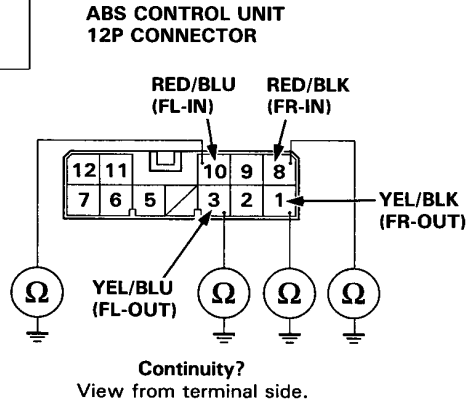 ABS CONTROL UNIT
12P CONNECTOR
RED/BLU
(FL-IN)
RED/BLK
(FR-IN)
12 11 10 9 8
7 6 5 3 2 1
YEL/BLK
(FR-OUT)
YEL/BLU
(FL-OUT)
Ω Ω Ω Ω
Continuity?
View from terminal side.